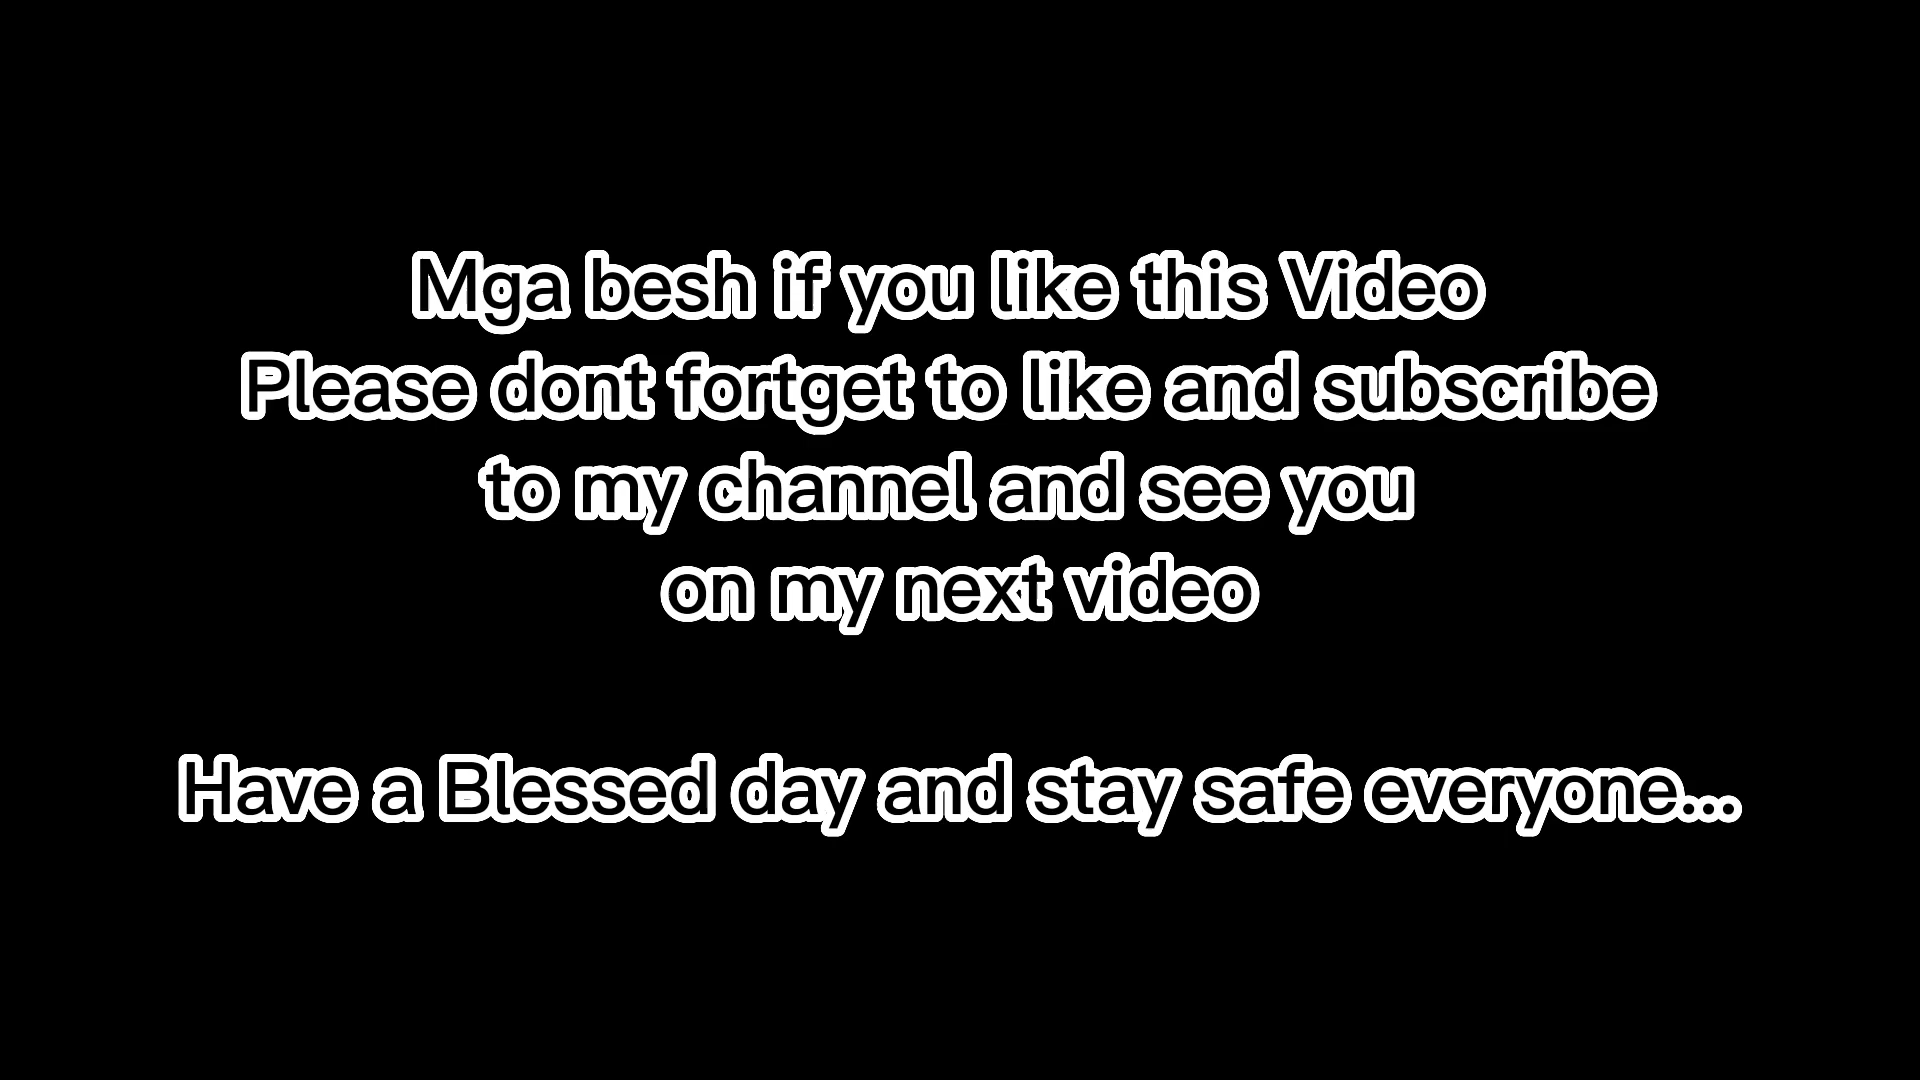 Mga besh if you like this Video
Please dont fortget to like and subscribe
to my channel and see you
on my next video
Have a Blessed day and stay safe everyone...